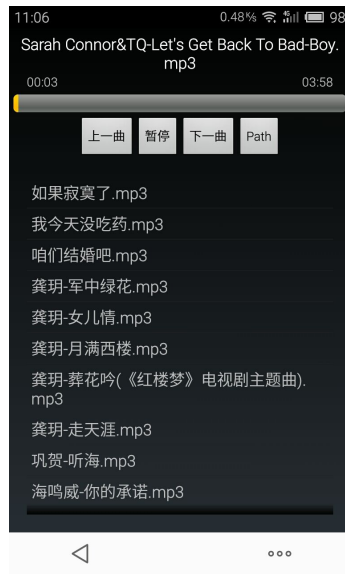 11:06 0.48 K/s 4G 98
Sarah Connor&TQ-Let's Get Back To Bad-Boy.
mp3
00:03 03:58
上一曲 暂停 下一曲 Path
如果寂寞了.mp3
我今天没吃药.mp3
咱们结婚吧.mp3
龚玥-军中绿花.mp3
龚玥-女儿情.mp3
龚玥-月满西楼.mp3
龚玥-葬花吟(《红楼梦》电视剧主题曲).
mp3
龚玥-走天涯.mp3
巩贺-听海.mp3
海鸣威-你的承诺.mp3